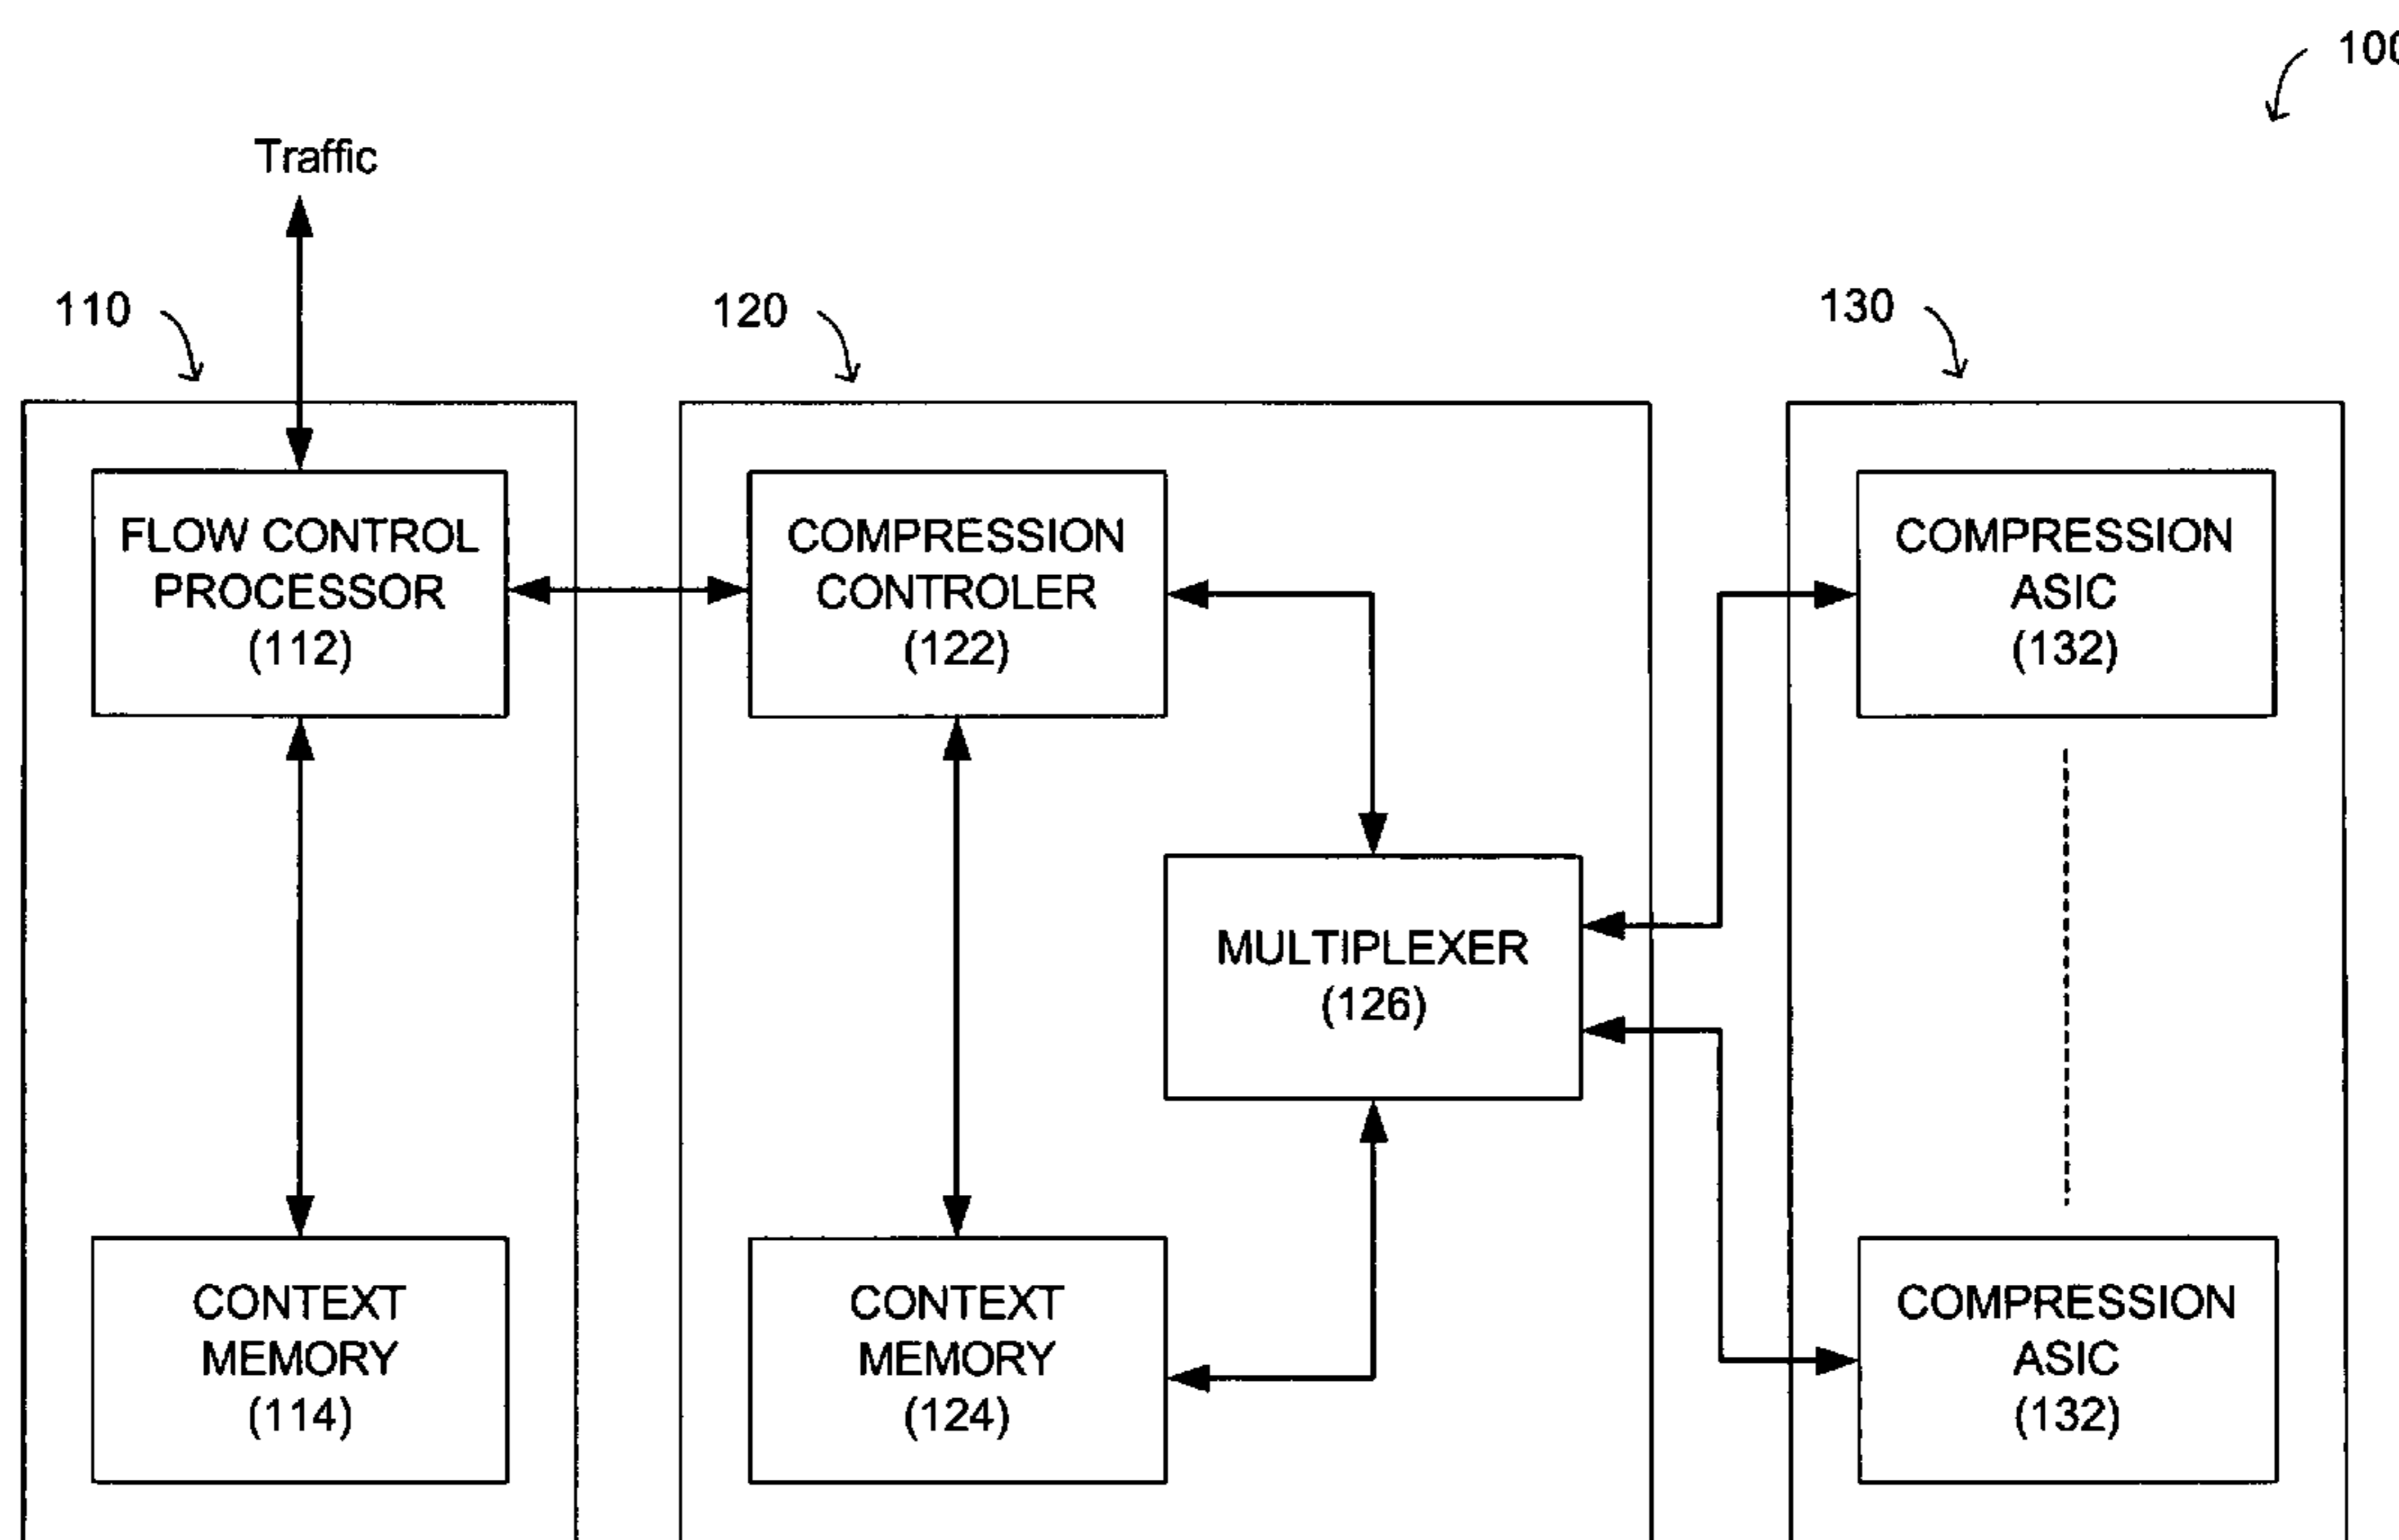 100
Traffic
110
120
130
FLOW CONTROL
PROCESSOR
(112)
COMPRESSION
CONTROLER
(122)
COMPRESSION
ASIC
(132)
MULTIPLEXER
(126)
CONTEXT
MEMORY
(114)
CONTEXT
MEMORY
(124)
COMPRESSION
ASIC
(132)